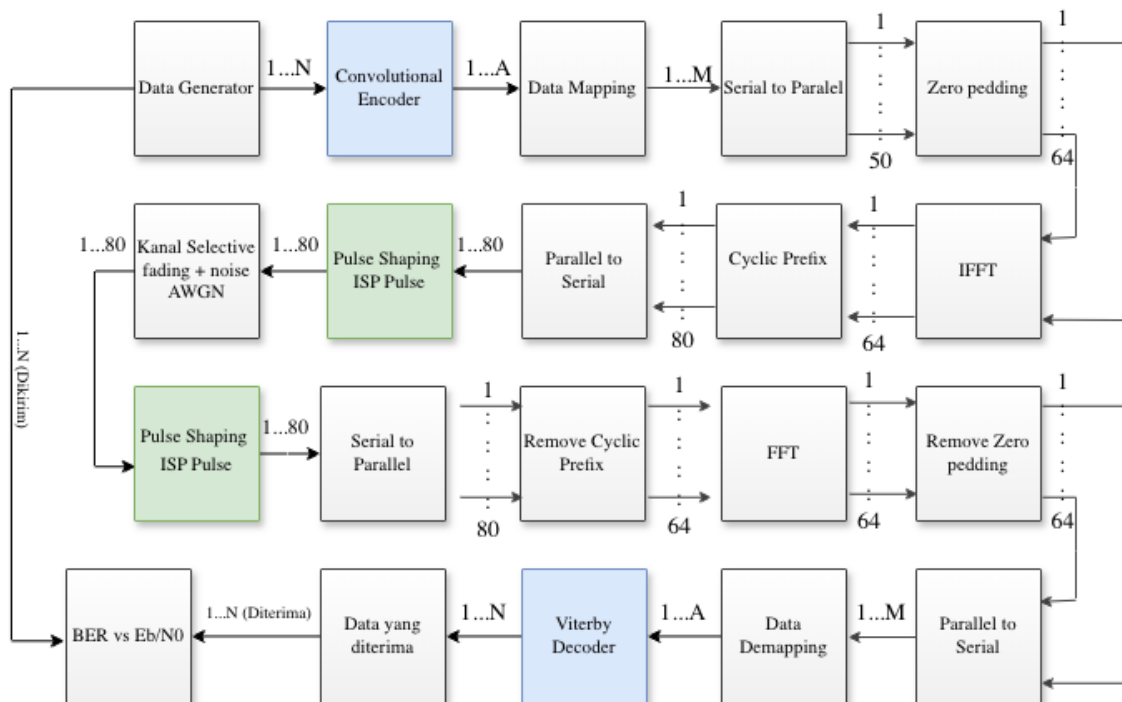 Data Generator
1...N
Convolutional
Encoder
1...A
Data Mapping
1...M
Serial to Paralel
1
50
Zero pedding
1
64
1...80
Kanal Selective
fading + noise
AWGN
1...80
Pulse Shaping
ISP Pulse
1...80
Parallel to
Serial
1
80
Cyclic Prefix
1
64
IFFT
1...N (Dikirim)
Pulse Shaping
ISP Pulse
1...80
Serial to
Parallel
1
80
Remove Cyclic
Prefix
1
64
FFT
1
64
Remove Zero
pedding
1
64
BER vs Eb/N0
1...N (Diterima)
Data yang
diterima
1...N
Viterby
Decoder
1...A
Data
Demapping
1...M
Parallel to
Serial